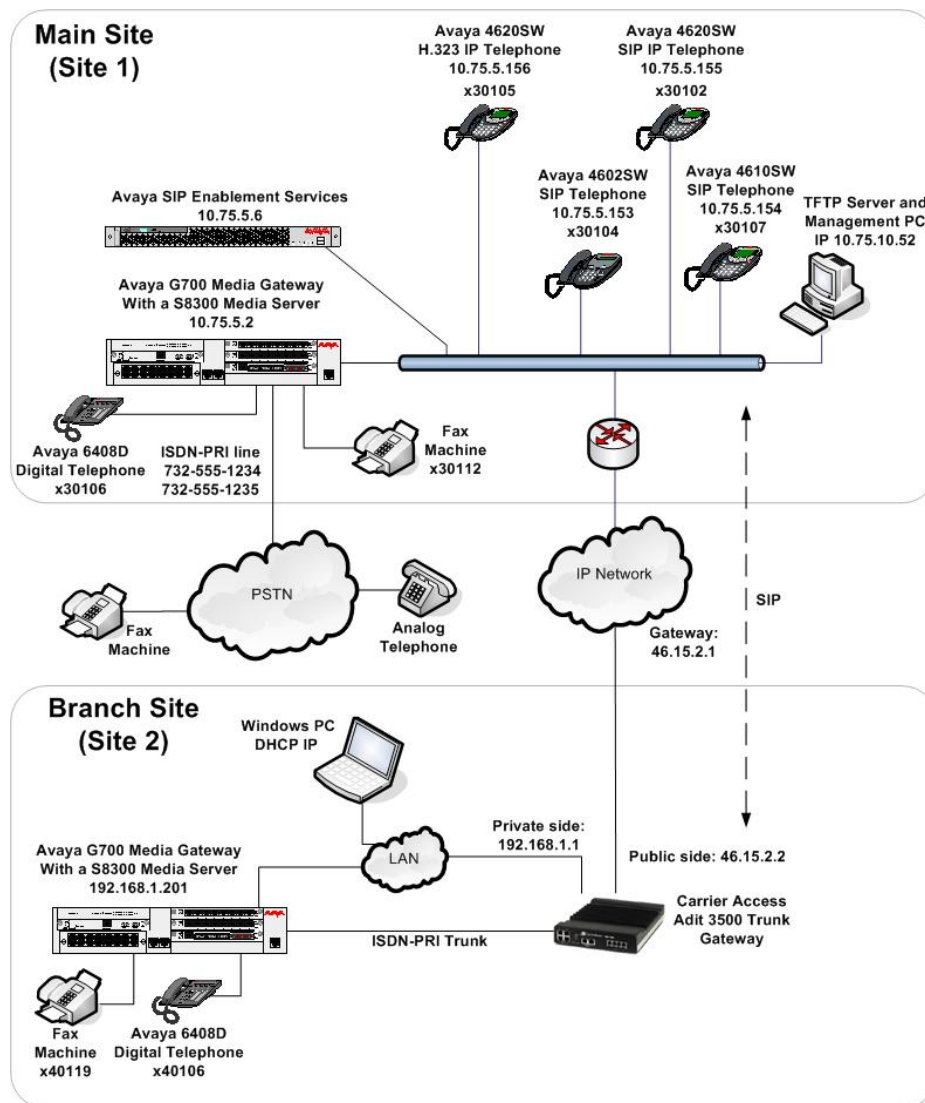 Main Site
(Site 1)
Avaya 4620SW
H.323 IP Telephone
10.75.5.156
x30105
Avaya 4620SW
SIP IP Telephone
10.75.5.155
x30102
Avaya SIP Enablement Services
10.75.5.6
Avaya 4602SW
SIP Telephone
10.75.5.153
x30104
Avaya 4610SW
SIP Telephone
10.75.5.154
x30107
TFTP Server and
Management PC
IP 10.75.10.52
Avaya G700 Media Gateway
With a S8300 Media Server
10.75.5.2
Avaya 6408D
Digital Telephone
x30106
ISDN-PRI line
732-555-1234
732-555-1235
Fax
Machine
x30112
PSTN
Fax
Machine
Analog
Telephone
IP Network
Gateway:
46.15.2.1
SIP
Branch Site
(Site 2)
Windows PC
DHCP IP
LAN
Private side:
192.168.1.1
Public side: 46.15.2.2
Avaya G700 Media Gateway
With a S8300 Media Server
192.168.1.201
ISDN-PRI Trunk
Carrier Access
Adit 3500 Trunk
Gateway
Fax
Machine
x40119
Avaya 6408D
Digital Telephone
x40106